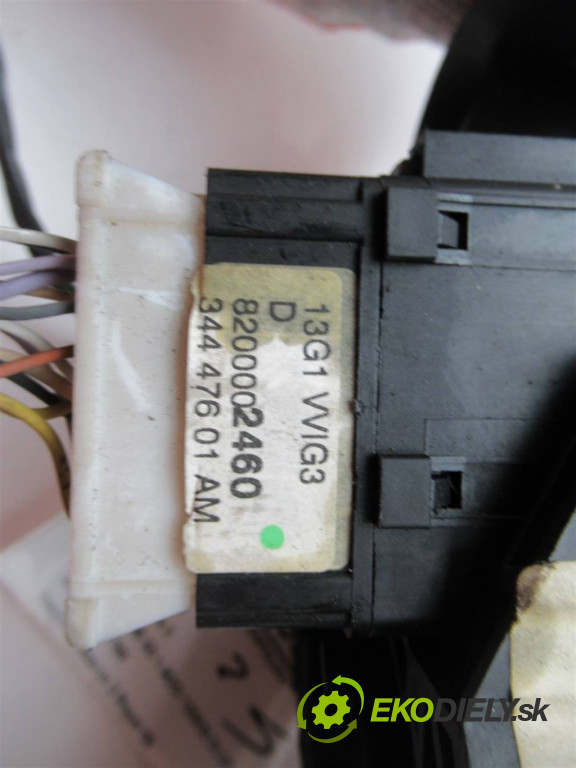 13G1 VVIG3
D
8200002460
344 476 01 AM
EKODIELY.sk